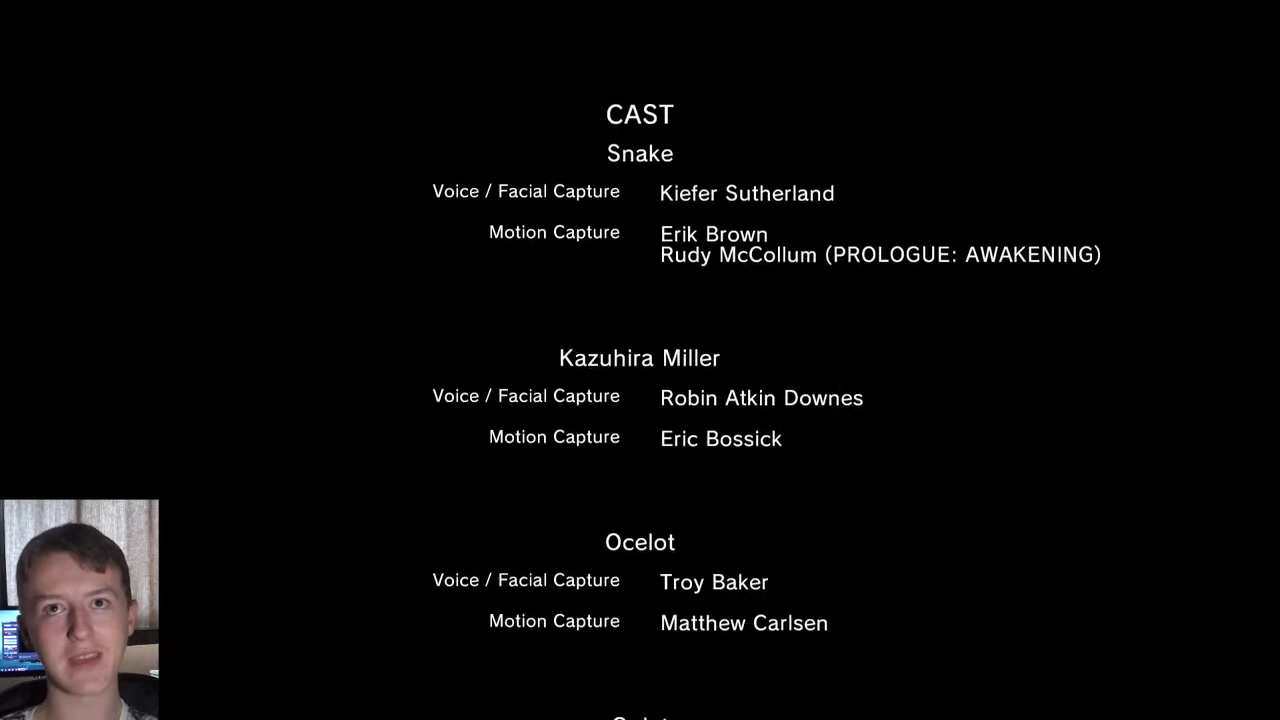 CAST
Snake
Voice / Facial Capture Kiefer Sutherland
Motion Capture Erik Brown
Rudy McCollum (PROLOGUE: AWAKENING)
Kazuhira Miller
Voice / Facial Capture Robin Atkin Downes
Motion Capture Eric Bossick
Ocelot
Voice / Facial Capture Troy Baker
Motion Capture Matthew Carlsen